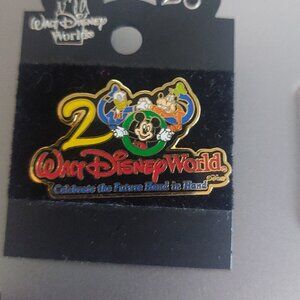 Walt Disney
World®
20
Walt Disney World®
Celebrate the Future Hand in Hand